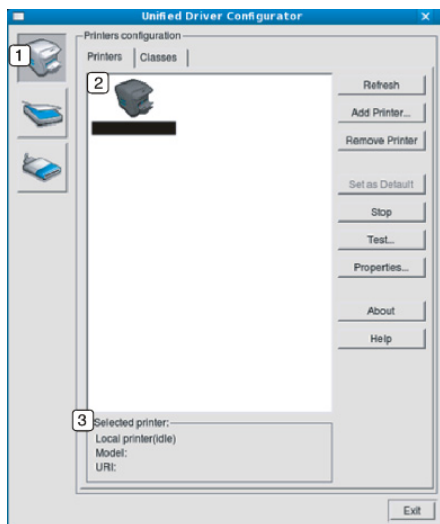 Unified Driver Configurator
1
Printers configuration
Printers Classes
2
Refresh
Add Printer...
Remove Printer
Set as Default
Stop
Test...
Properties...
About
Help
3
Selected printer:
Local printer(idle)
Model:
URI:
Exit